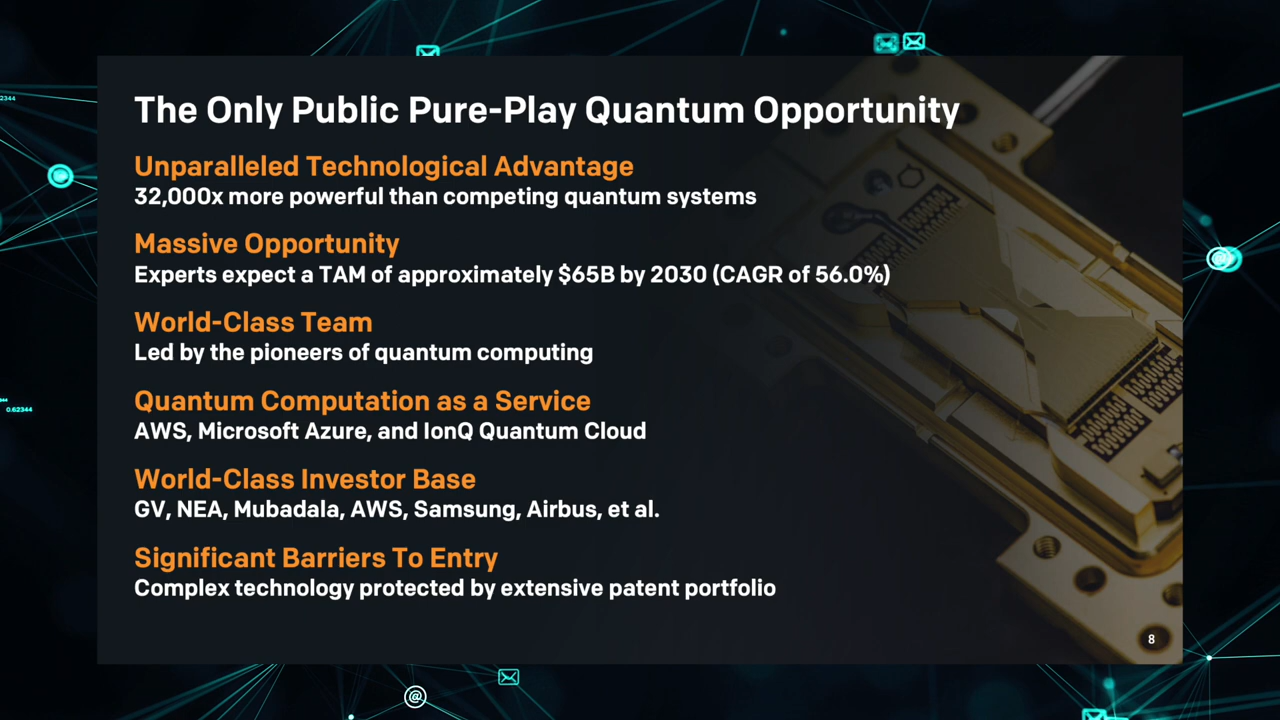 2344
The Only Public Pure-Play Quantum Opportunity
Unparalleled Technological Advantage
32,000x more powerful than competing quantum systems
Massive Opportunity
Experts expect a TAM of approximately $65B by 2030 (CAGR of 56.0%)
World-Class Team
Led by the pioneers of quantum computing
Quantum Computation as a Service
AWS, Microsoft Azure, and IonQ Quantum Cloud
0.62344
World-Class Investor Base
GV, NEA, Mubadala, AWS, Samsung, Airbus, et al.
Significant Barriers To Entry
Complex technology protected by extensive patent portfolio
8
@
@